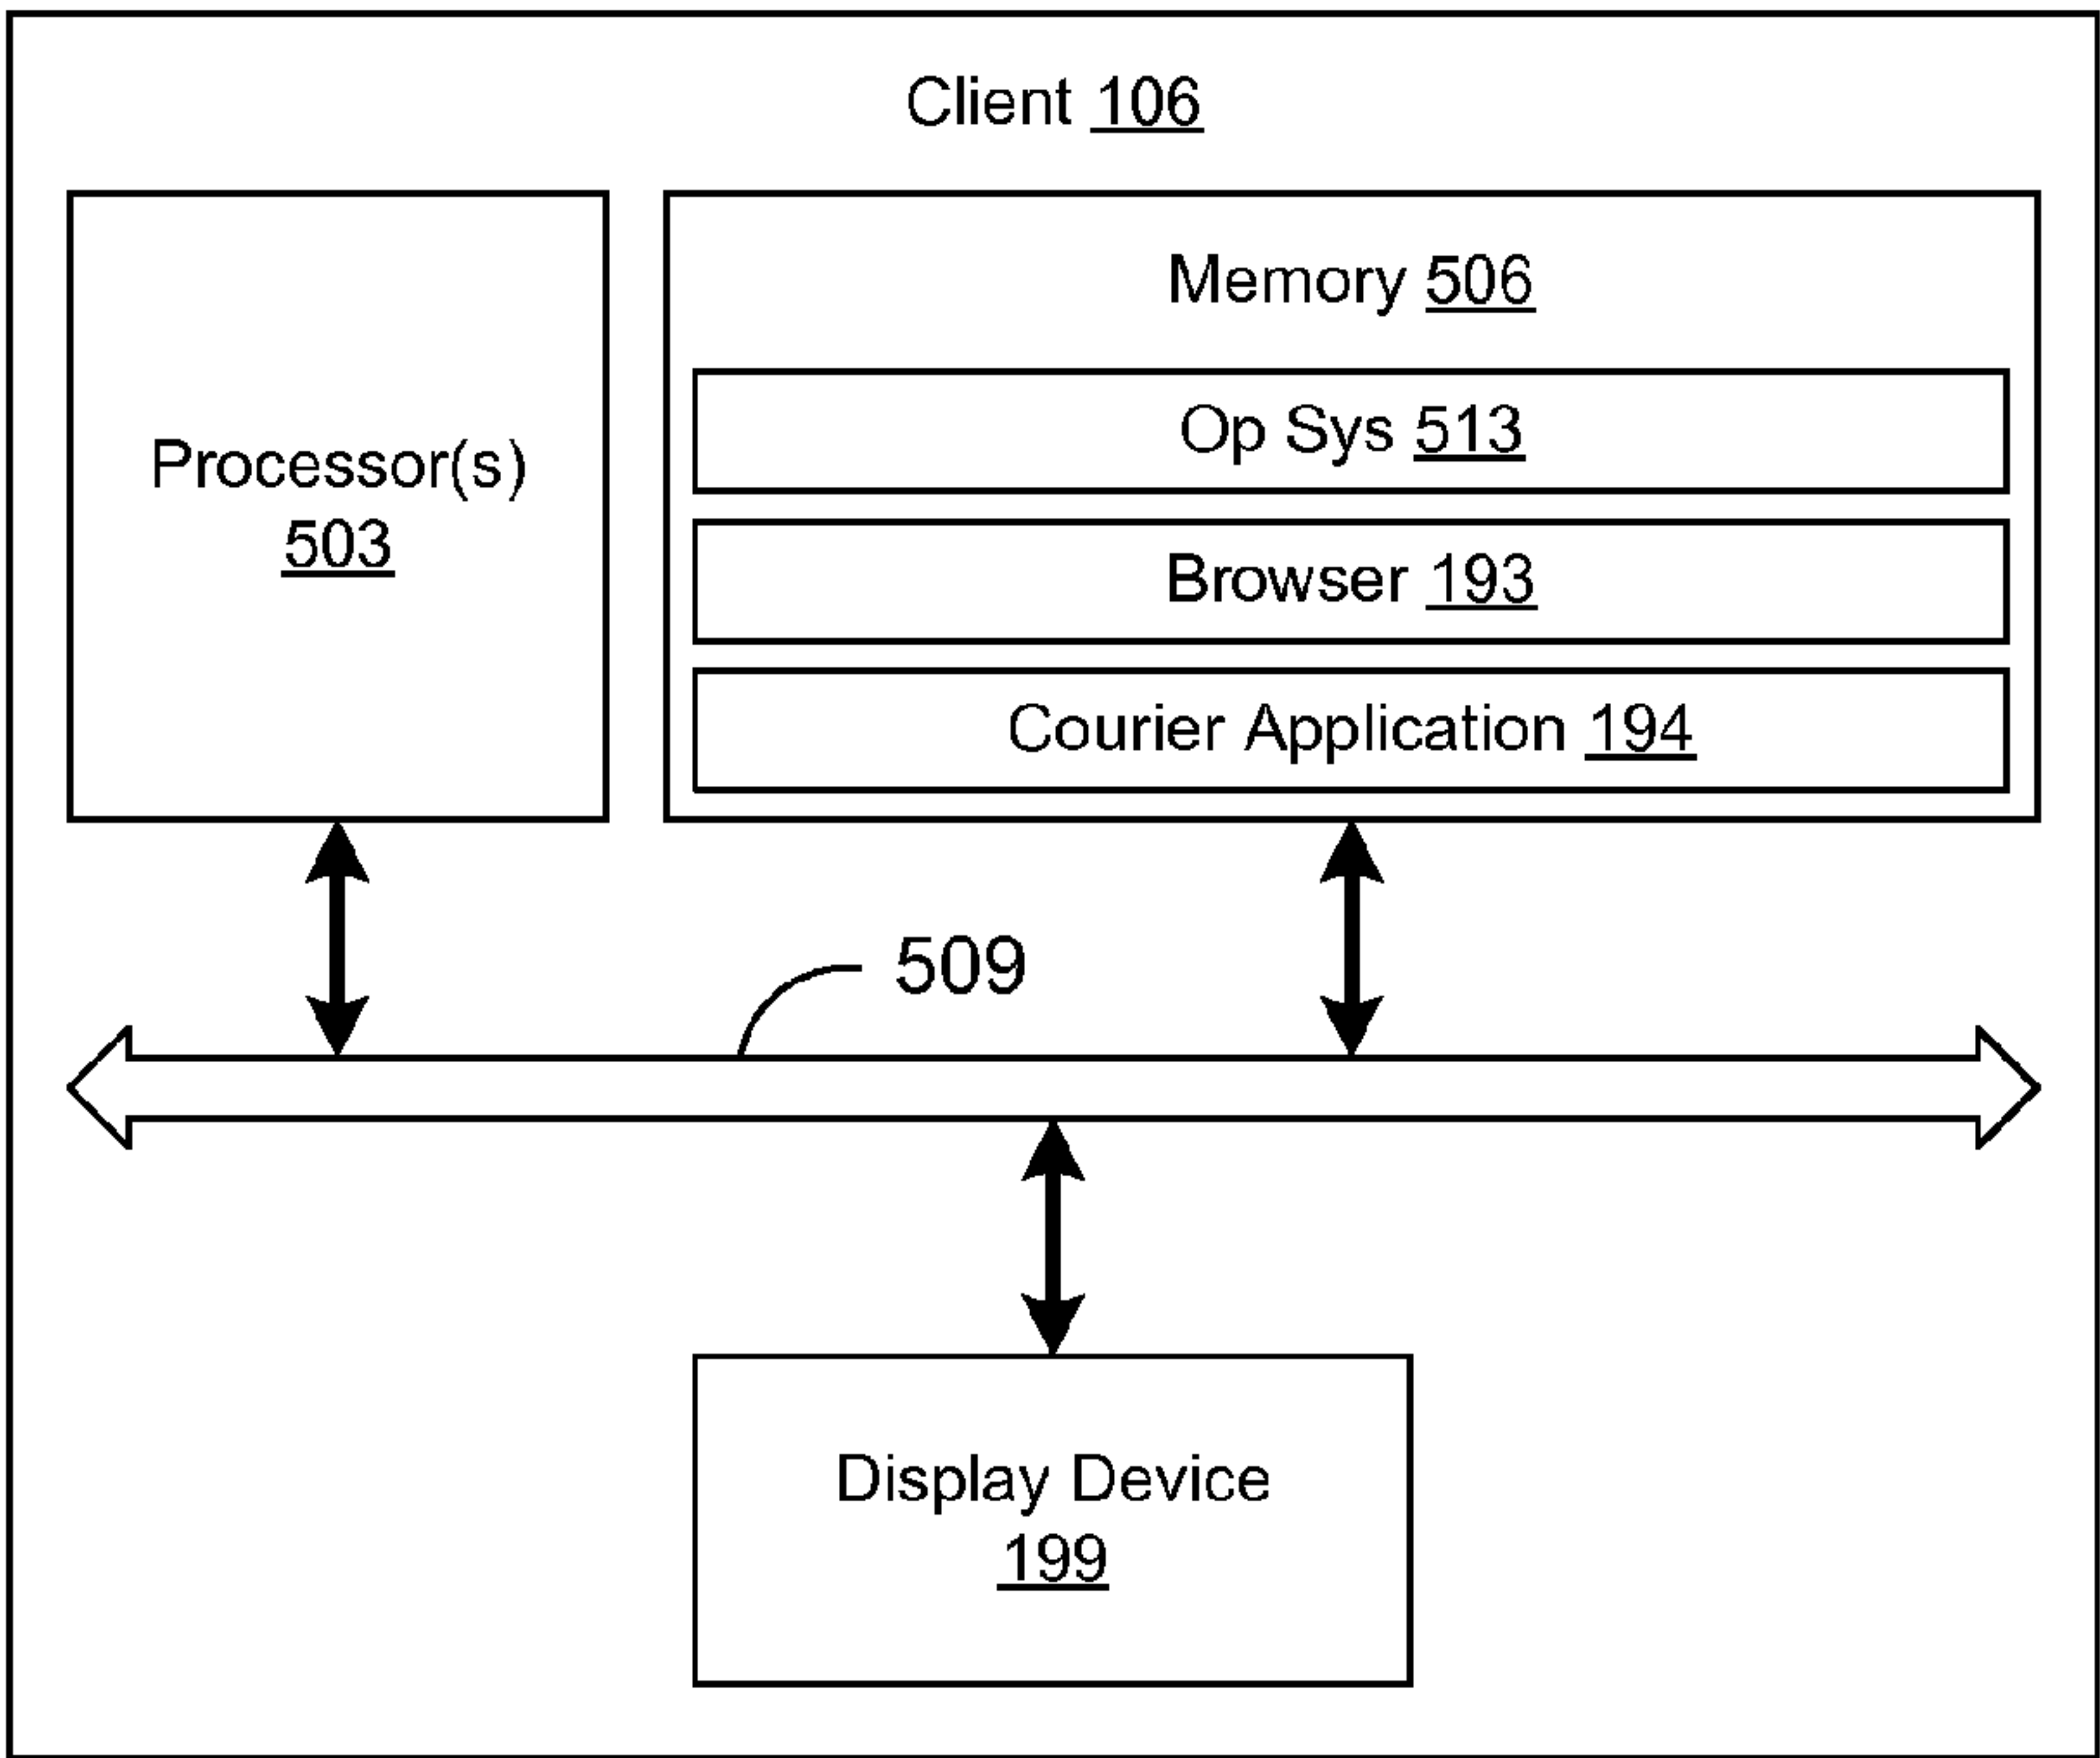 Client 106
Processor(s)
503
Memory 506
Op Sys 513
Browser 193
Courier Application 194
509
Display Device
199